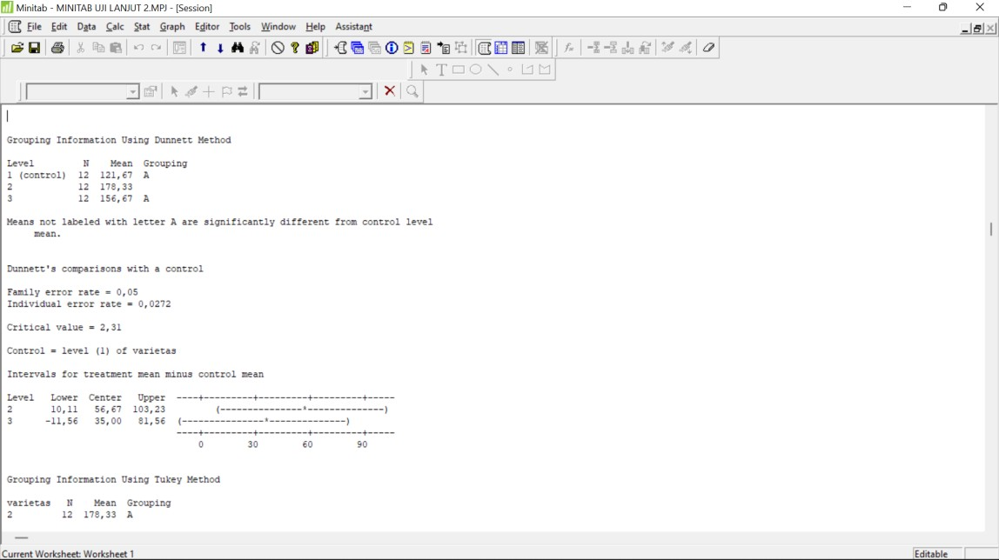 Minitab - MINITAB UJI LANJUT 2.MPJ - [Session]
File Edit Data Calc Stat Graph Editor Tools Window Help Assistant
Grouping Information Using Dunnett Method
Level N Mean Grouping
1 (control) 12 121,67 A
2 12 178,33
3 12 156,67 A
Means not labeled with letter A are significantly different from control level
mean.
Dunnett's comparisons with a control
Family error rate = 0,05
Individual error rate = 0,0272
Critical value = 2,31
Control = level (1) of varietas
Intervals for treatment mean minus control mean
Level Lower Center Upper ----+---------+---------+---------+-----
2 10,11 56,67 103,23 (---------------*--------------)
3 -11,56 35,00 81,56 (---------------*--------------)
----+---------+---------+---------+-----
0 30 60 90
Grouping Information Using Tukey Method
varietas N Mean Grouping
2 12 178,33 A
Current Worksheet: Worksheet 1
Editable